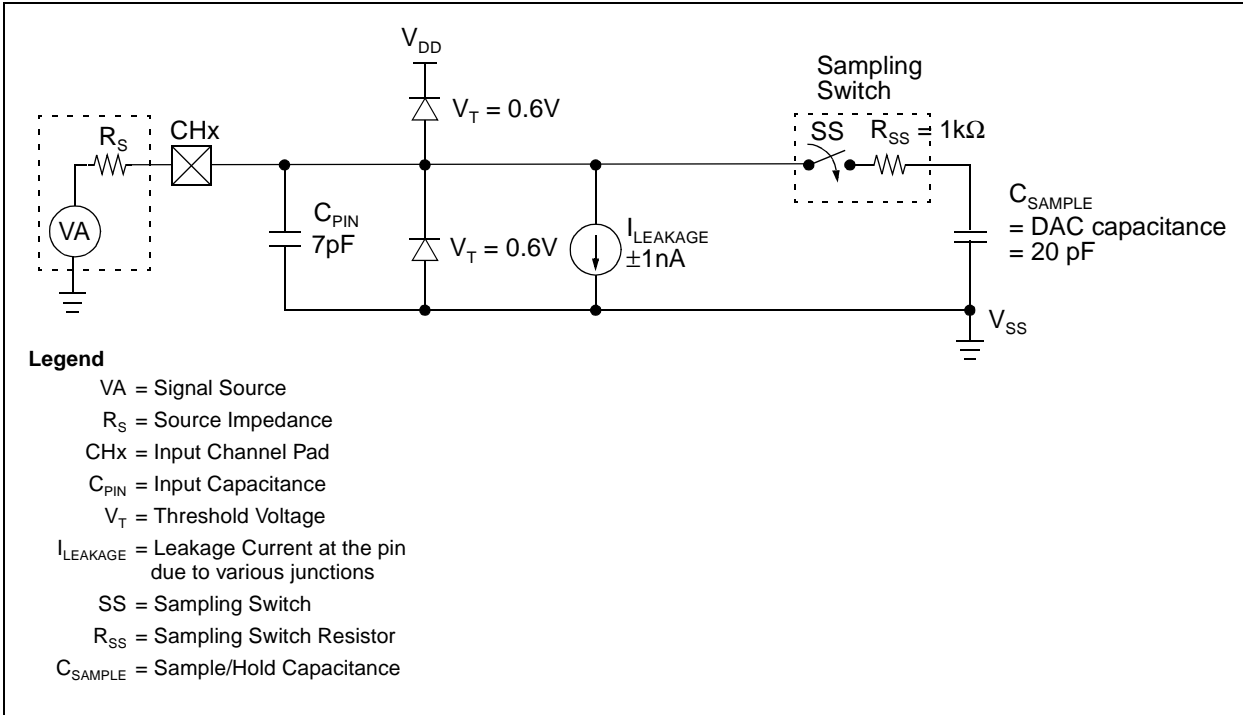 V_DD
Sampling
Switch
V_T = 0.6V
R_S
CHx
SS
R_SS = 1kΩ
VA
C_PIN
7pF
V_T = 0.6V
I_LEAKAGE
±1nA
C_SAMPLE
= DAC capacitance
= 20 pF
V_SS
Legend
VA = Signal Source
R_S = Source Impedance
CHx = Input Channel Pad
C_PIN = Input Capacitance
V_T = Threshold Voltage
I_LEAKAGE = Leakage Current at the pin
due to various junctions
SS = Sampling Switch
R_SS = Sampling Switch Resistor
C_SAMPLE = Sample/Hold Capacitance